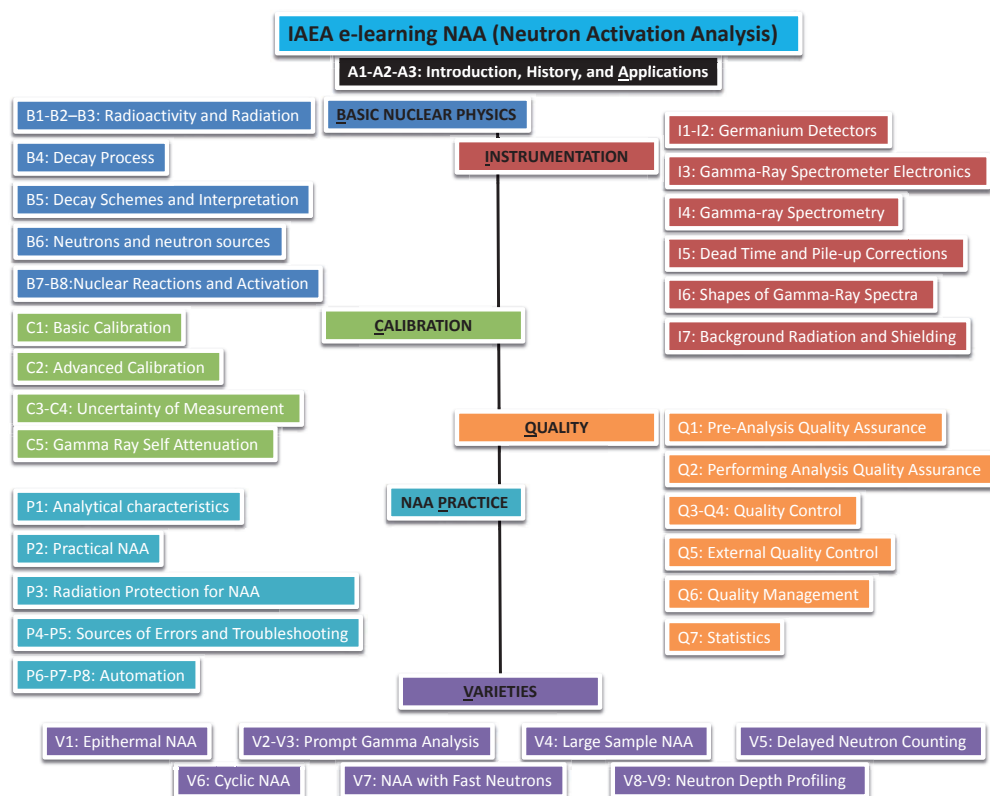 IAEA e-learning NAA (Neutron Activation Analysis)
A1-A2-A3: Introduction, History, and Applications
BASIC NUCLEAR PHYSICS
B1-B2–B3: Radioactivity and Radiation
B4: Decay Process
B5: Decay Schemes and Interpretation
B6: Neutrons and neutron sources
B7-B8:Nuclear Reactions and Activation
INSTRUMENTATION
I1-I2: Germanium Detectors
I3: Gamma-Ray Spectrometer Electronics
I4: Gamma-ray Spectrometry
I5: Dead Time and Pile-up Corrections
I6: Shapes of Gamma-Ray Spectra
I7: Background Radiation and Shielding
CALIBRATION
C1: Basic Calibration
C2: Advanced Calibration
C3-C4: Uncertainty of Measurement
C5: Gamma Ray Self Attenuation
QUALITY
Q1: Pre-Analysis Quality Assurance
Q2: Performing Analysis Quality Assurance
Q3-Q4: Quality Control
Q5: External Quality Control
Q6: Quality Management
Q7: Statistics
NAA PRACTICE
P1: Analytical characteristics
P2: Practical NAA
P3: Radiation Protection for NAA
P4-P5: Sources of Errors and Troubleshooting
P6-P7-P8: Automation
VARIETIES
V1: Epithermal NAA
V2-V3: Prompt Gamma Analysis
V4: Large Sample NAA
V5: Delayed Neutron Counting
V6: Cyclic NAA
V7: NAA with Fast Neutrons
V8-V9: Neutron Depth Profiling